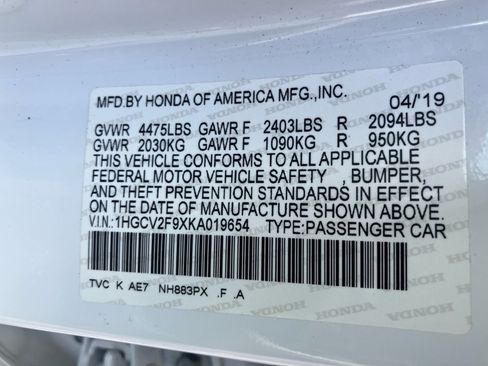 MFD.BY HONDA OF AMERICA MFG.,INC. 04/'19
GVWR 4475LBS GAWR F 2403LBS R 2094LBS
GVWR 2030KG GAWR F 1090KG R 950KG
THIS VEHICLE CONFORMS TO ALL APPLICABLE
FEDERAL MOTOR VEHICLE SAFETY , BUMPER,
AND THEFT PREVENTION STANDARDS IN EFFECT
ON THE DATE OF MANUFACTURE SHOWN ABOVE.
V.I.N.:1HGCV2F9XKA019654 TYPE:PASSENGER CAR
TVC K AE7 NH883PX .F .A